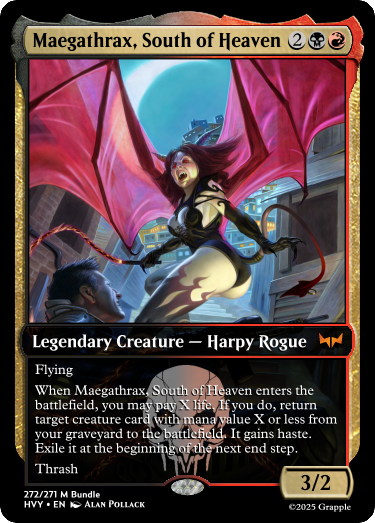 Maegathrax, South of Heaven 2
Legendary Creature — Harpy Rogue
Flying
When Maegathrax, South of Heaven enters the
battlefield, you may pay X life. If you do, return
target creature card with mana value X or less from
your graveyard to the battlefield. It gains haste.
Exile it at the beginning of the next end step.
Thrash
3/2
272/271 M Bundle
HVY • EN Alan Pollack
©2025 Grapple